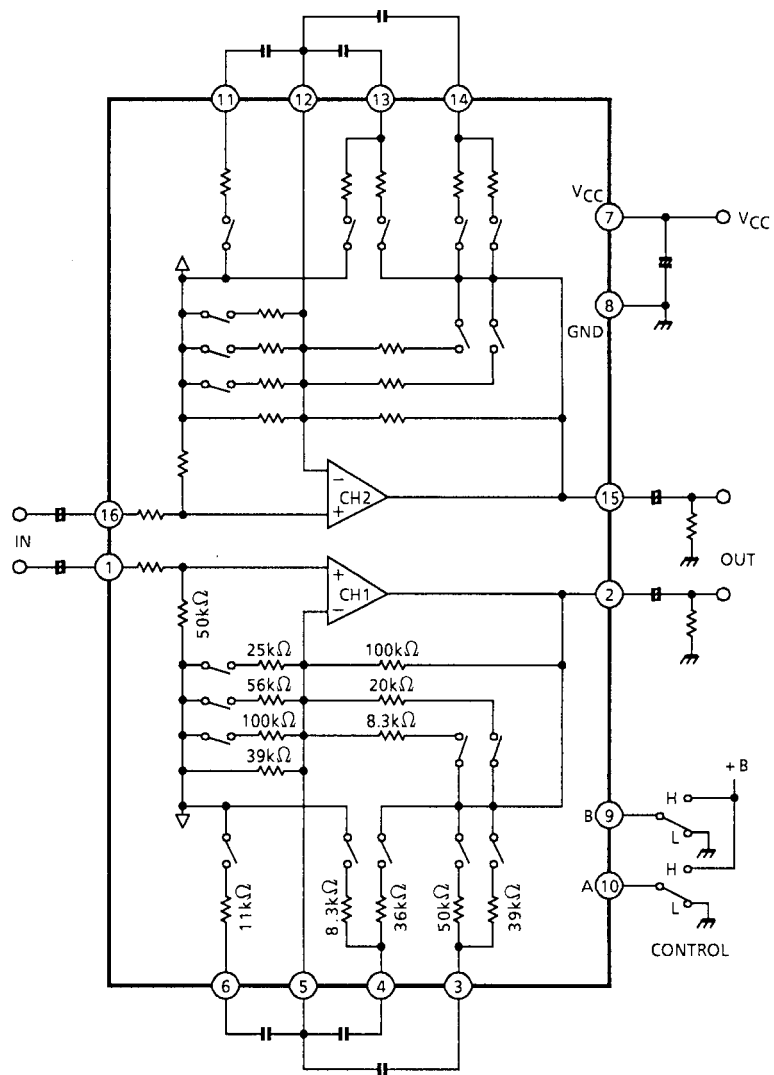 11 12 13 14
VCC 7 VCC
8
GND
CH2
16 15
IN OUT
1 CH1 2
50kΩ
25kΩ 100kΩ
56kΩ 20kΩ
100kΩ 8.3kΩ
39kΩ
+B
H
B 9
L
H
A 10
L
11kΩ 8.3kΩ 36kΩ 50kΩ 39kΩ
CONTROL
6 5 4 3